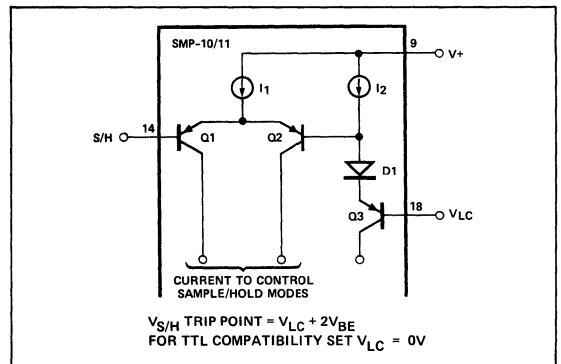 SMP-10/11
9
V+
I1
I2
S/H
14
Q1
Q2
D1
Q3
18
VLC
CURRENT TO CONTROL
SAMPLE/HOLD MODES
VS/H TRIP POINT = VLC + 2VBE
FOR TTL COMPATIBILITY SET VLC = 0V